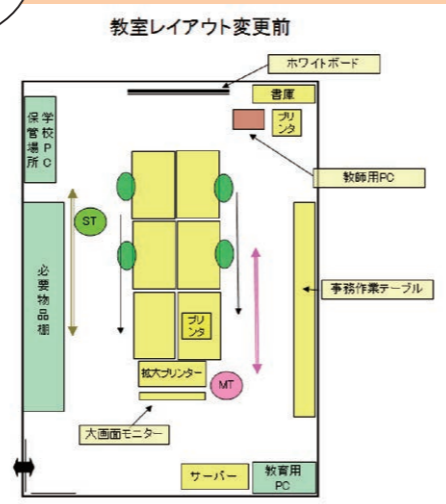 教室レイアウト変更前
ホワイトボード
書庫
プリ
ンタ
学校PC
保管場所
教師用PC
ST
必要物品棚
事務作業テーブル
プリ
ンタ
拡大プリンター
MT
大画面モニター
サーバー
教育用
PC